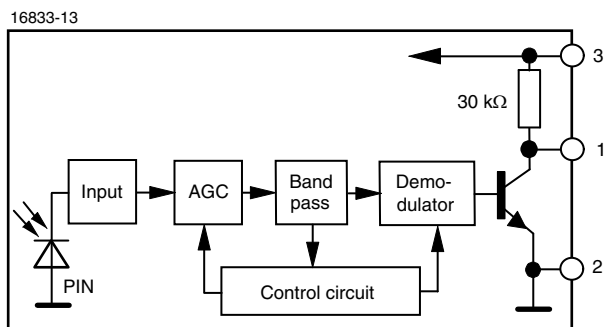 16833-13
3
30 kΩ
1
Input
AGC
Band
pass
Demo-
dulator
2
PIN
Control circuit